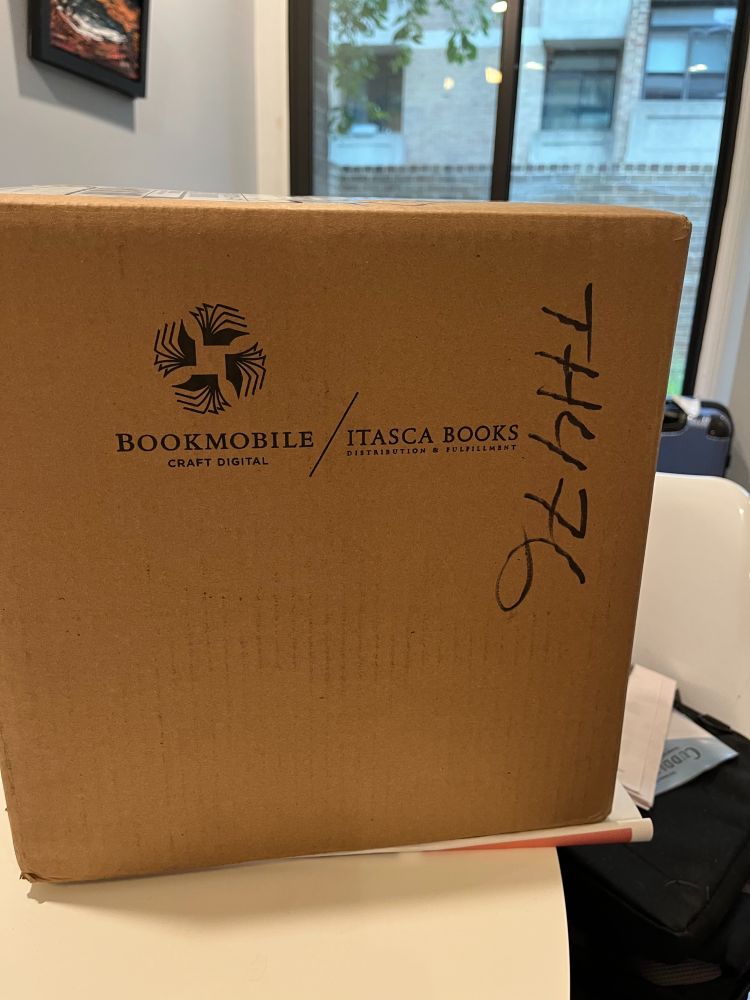 BOOKMOBILE
CRAFT DIGITAL
ITASCA BOOKS
DISTRIBUTION & FULFILLMENT
TH476